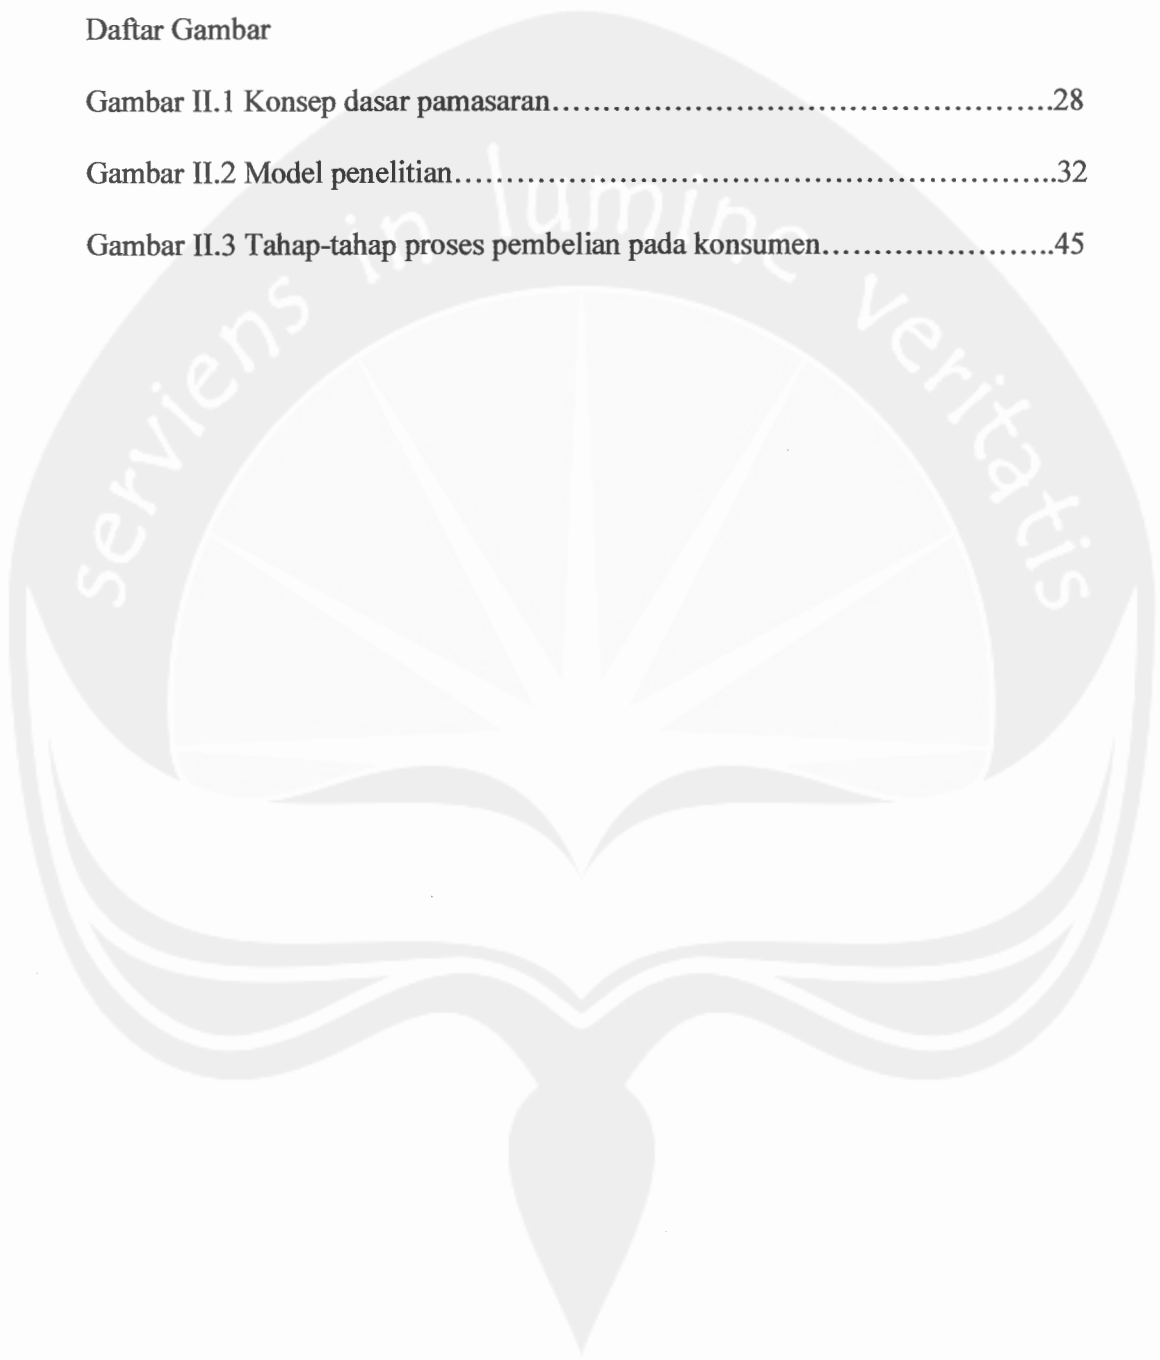 Daftar Gambar
Gambar II.1 Konsep dasar pamasaran.................................................28
Gambar II.2 Model penelitian...........................................................32
Gambar II.3 Tahap-tahap proses pembelian pada konsumen.......................45
serviens in lumine veritatis